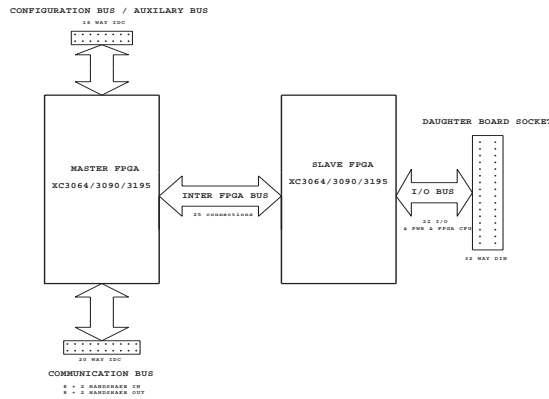 CONFIGURATION BUS / AUXILARY BUS
16 WAY IDC
DAUGHTER BOARD SOCKET
MASTER FPGA
XC3064/3090/3195
SLAVE FPGA
XC3064/3090/3195
INTER FPGA BUS
25 connections
I/O BUS
22 I/O
& PWR & FPGA CFG
32 WAY DIN
20 WAY IDC
COMMUNICATION BUS
8 + 2 HANDSHAKE IN
8 + 2 HANDSHAKE OUT